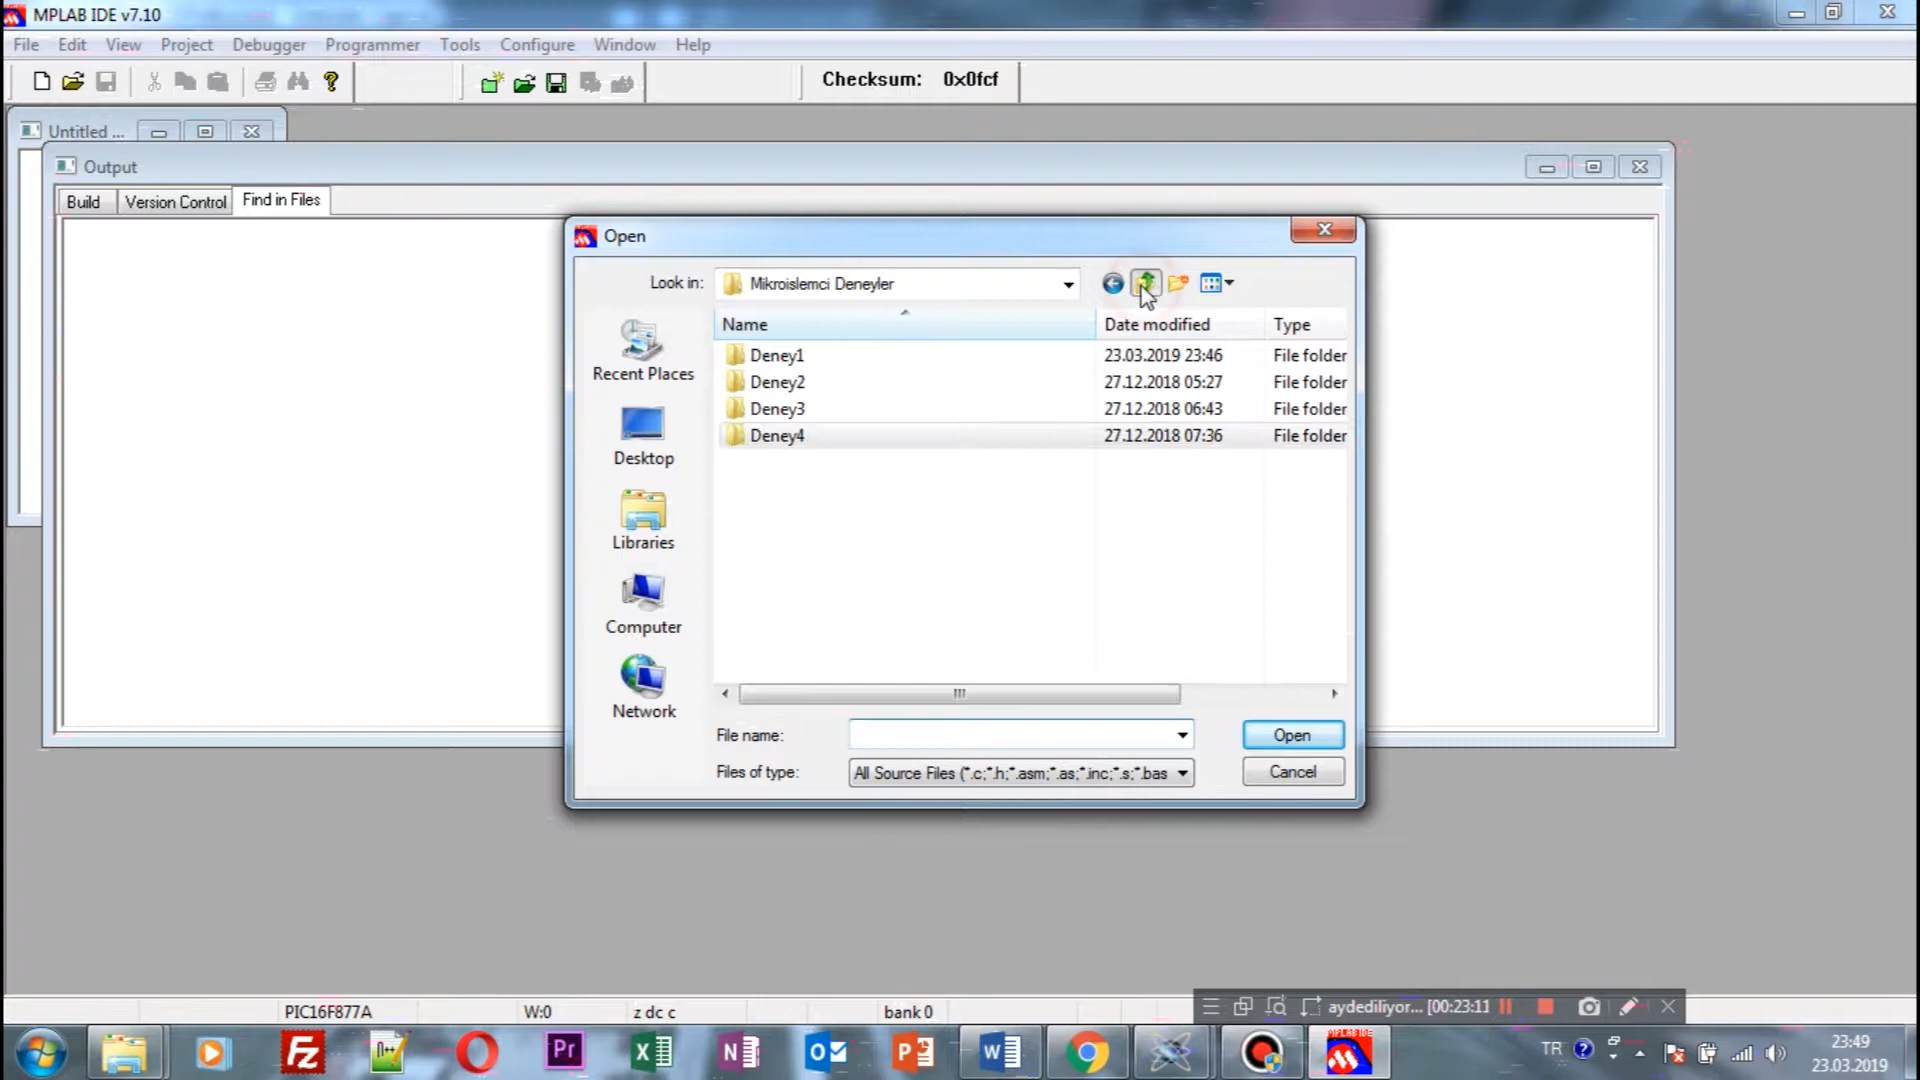 MPLAB IDE v7.10
File Edit View Project Debugger Programmer Tools Configure Window Help
Checksum: 0x0fcf
Untitled ...
Output
Build Version Control Find in Files
Open
Look in: Mikroislemci Deneyler
Name Date modified Type
Deney1 23.03.2019 23:46 File folder
Deney2 27.12.2018 05:27 File folder
Deney3 27.12.2018 06:43 File folder
Deney4 27.12.2018 07:36 File folder
Recent Places
Desktop
Libraries
Computer
Network
File name: Open
Files of type: All Source Files (*.c;*.h;*.asm;*.as;*.inc;*.s;*.bas Cancel
PIC16F877A W:0 z dc c bank 0
aydediliyor... [00:23:11
MPLAB IDE
TR 23:49
23.03.2019